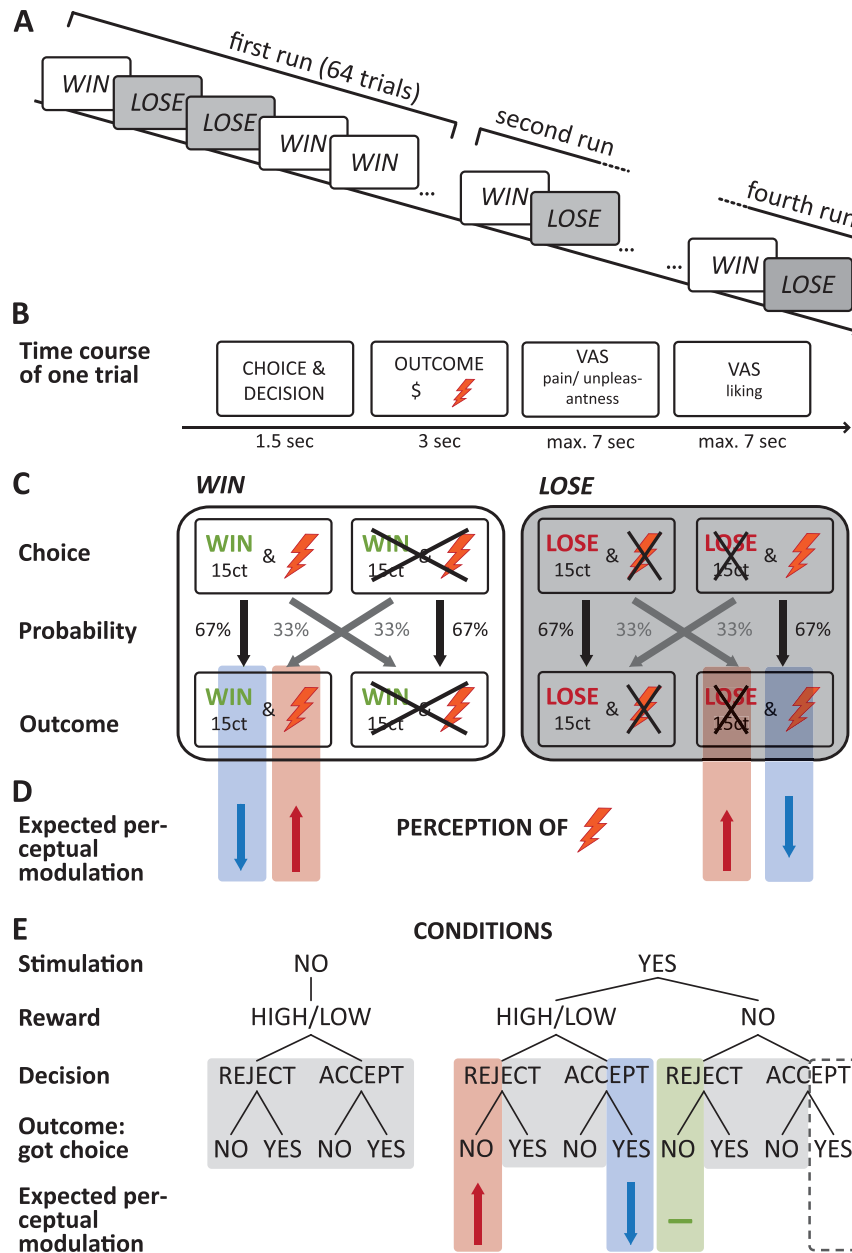 A
first run (64 trials)
second run
fourth run
WIN
LOSE
LOSE
WIN
WIN
...
WIN
LOSE
...
...
WIN
LOSE
B
Time course
of one trial
CHOICE &
DECISION
OUTCOME
$
VAS
pain/ unpleas-
antness
VAS
liking
1.5 sec
3 sec
max. 7 sec
max. 7 sec
C
WIN
LOSE
Choice
WIN
15ct
&
WIN
15ct
&
LOSE
15ct
&
LOSE
15ct
&
Probability
67%
33%
33%
67%
67%
33%
33%
67%
Outcome
WIN
15ct
&
WIN
15ct
&
LOSE
15ct
&
LOSE
15ct
&
D
Expected per-
ceptual
modulation
PERCEPTION OF
E
CONDITIONS
Stimulation
NO
YES
Reward
HIGH/LOW
HIGH/LOW
NO
Decision
REJECT ACCEPT
REJECT ACCEPT REJECT ACCEPT
Outcome:
got choice
NO YES NO YES
NO YES NO YES NO YES NO YES
Expected per-
ceptual
modulation